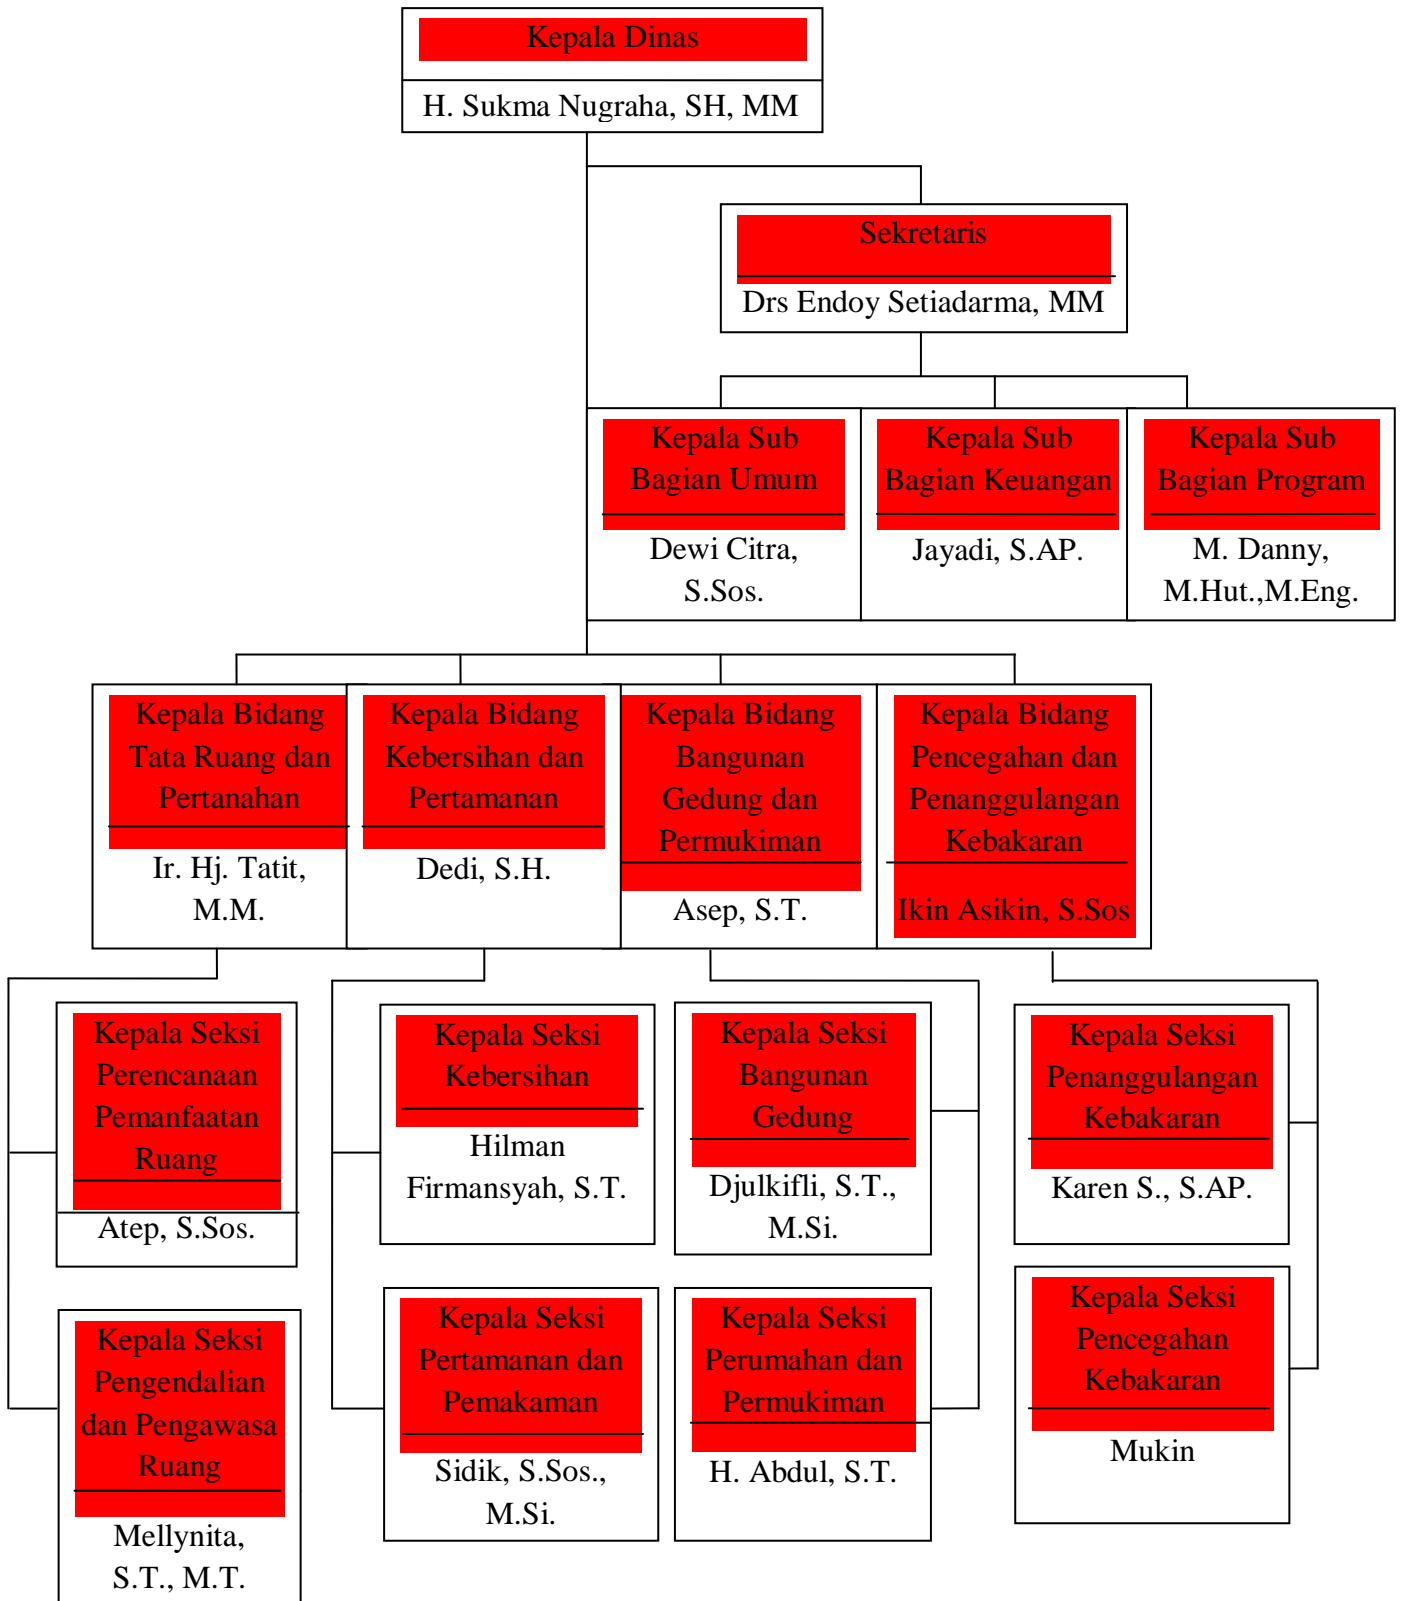 Kepala Dinas
H. Sukma Nugraha, SH, MM
Sekretaris
Drs Endoy Setiadarma, MM
Kepala Sub
Bagian Umum
Dewi Citra,
S.Sos.
Kepala Sub
Bagian Keuangan
Jayadi, S.AP.
Kepala Sub
Bagian Program
M. Danny,
M.Hut.,M.Eng.
Kepala Bidang
Tata Ruang dan
Pertanahan
Ir. Hj. Tatit,
M.M.
Kepala Bidang
Kebersihan dan
Pertamanan
Dedi, S.H.
Kepala Bidang
Bangunan
Gedung dan
Permukiman
Asep, S.T.
Kepala Bidang
Pencegahan dan
Penanggulangan
Kebakaran
Ikin Asikin, S.Sos
Kepala Seksi
Perencanaan
Pemanfaatan
Ruang
Atep, S.Sos.
Kepala Seksi
Kebersihan
Hilman
Firmansyah, S.T.
Kepala Seksi
Bangunan
Gedung
Djulkifli, S.T.,
M.Si.
Kepala Seksi
Penanggulangan
Kebakaran
Karen S., S.AP.
Kepala Seksi
Pengendalian
dan Pengawasa
Ruang
Mellynita,
S.T., M.T.
Kepala Seksi
Pertamanan dan
Pemakaman
Sidik, S.Sos.,
M.Si.
Kepala Seksi
Perumahan dan
Permukiman
H. Abdul, S.T.
Kepala Seksi
Pencegahan
Kebakaran
Mukin